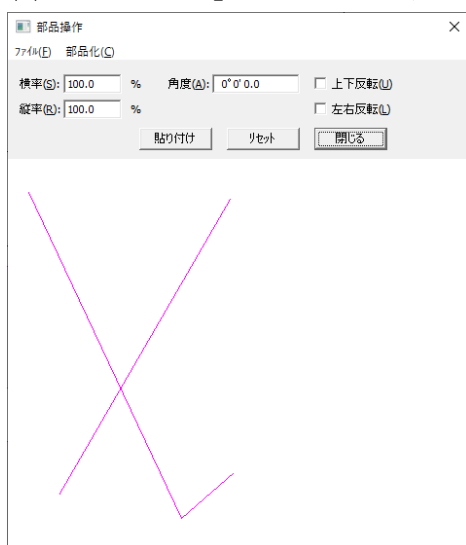 部品操作
ファイル(F) 部品化(C)
横率(S): 100.0 % 角度(A): 0°0'0.0 上下反転(U)
縦率(R): 100.0 % 左右反転(L)
貼り付け リセット 閉じる